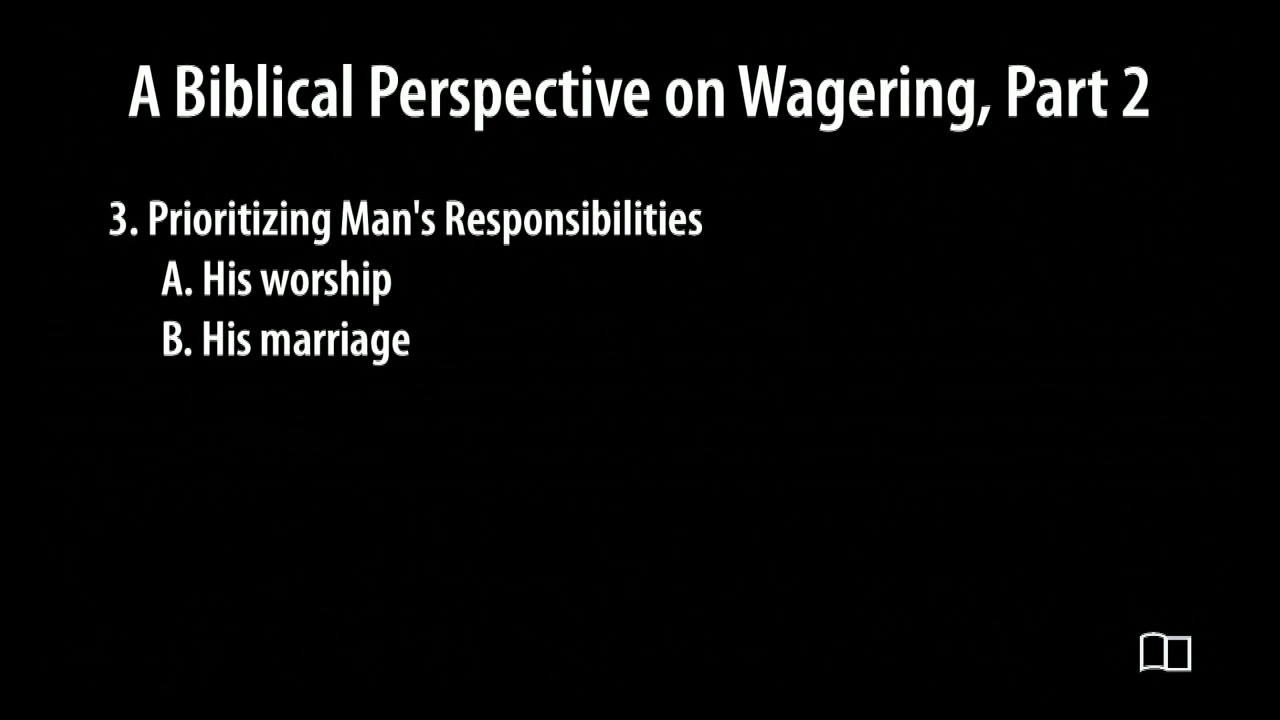 A Biblical Perspective on Wagering, Part 2
3. Prioritizing Man's Responsibilities
A. His worship
B. His marriage